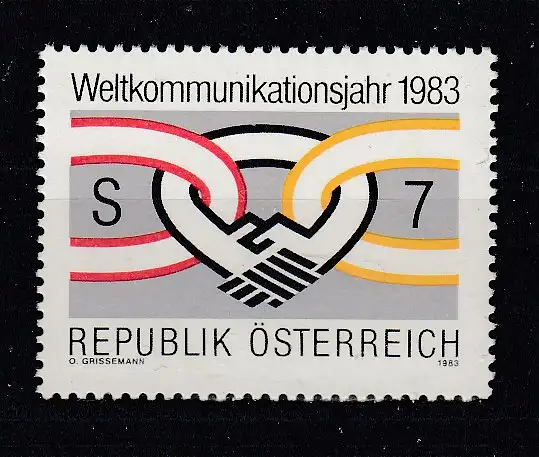 Weltkommunikationsjahr 1983
S 7
REPUBLIK ÖSTERREICH
O. GRISSEMANN 1983